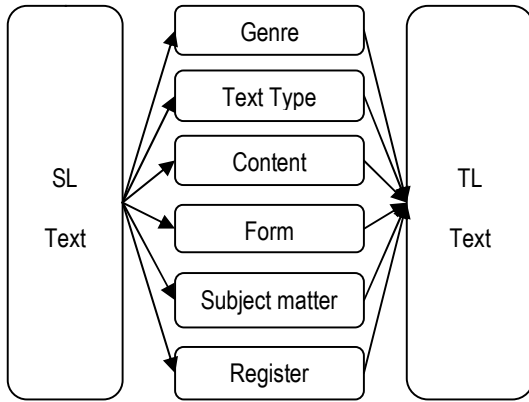 SL
Text
Genre
Text Type
Content
Form
Subject matter
Register
TL
Text